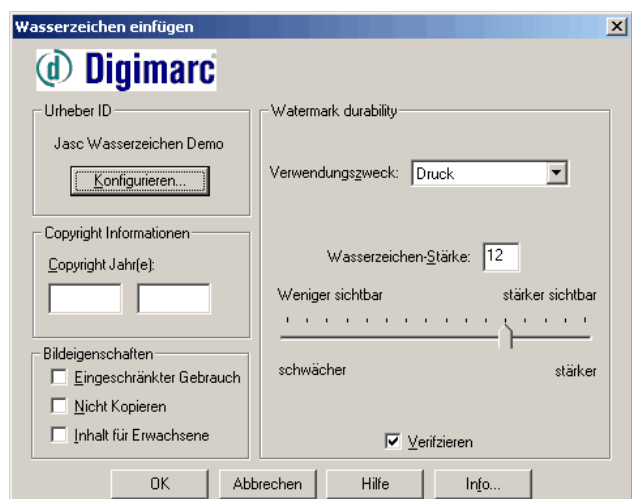 Wasserzeichen einfügen
Digimarc
Urheber ID
Jasc Wasserzeichen Demo
Konfigurieren...
Copyright Informationen
Copyright Jahr(e):
Bildeigenschaften
Eingeschränkter Gebrauch
Nicht Kopieren
Inhalt für Erwachsene
Watermark durability
Verwendungszweck: Druck
Wasserzeichen-Stärke: 12
Weniger sichtbar stärker sichtbar
schwächer stärker
Verifzieren
OK Abbrechen Hilfe Info...